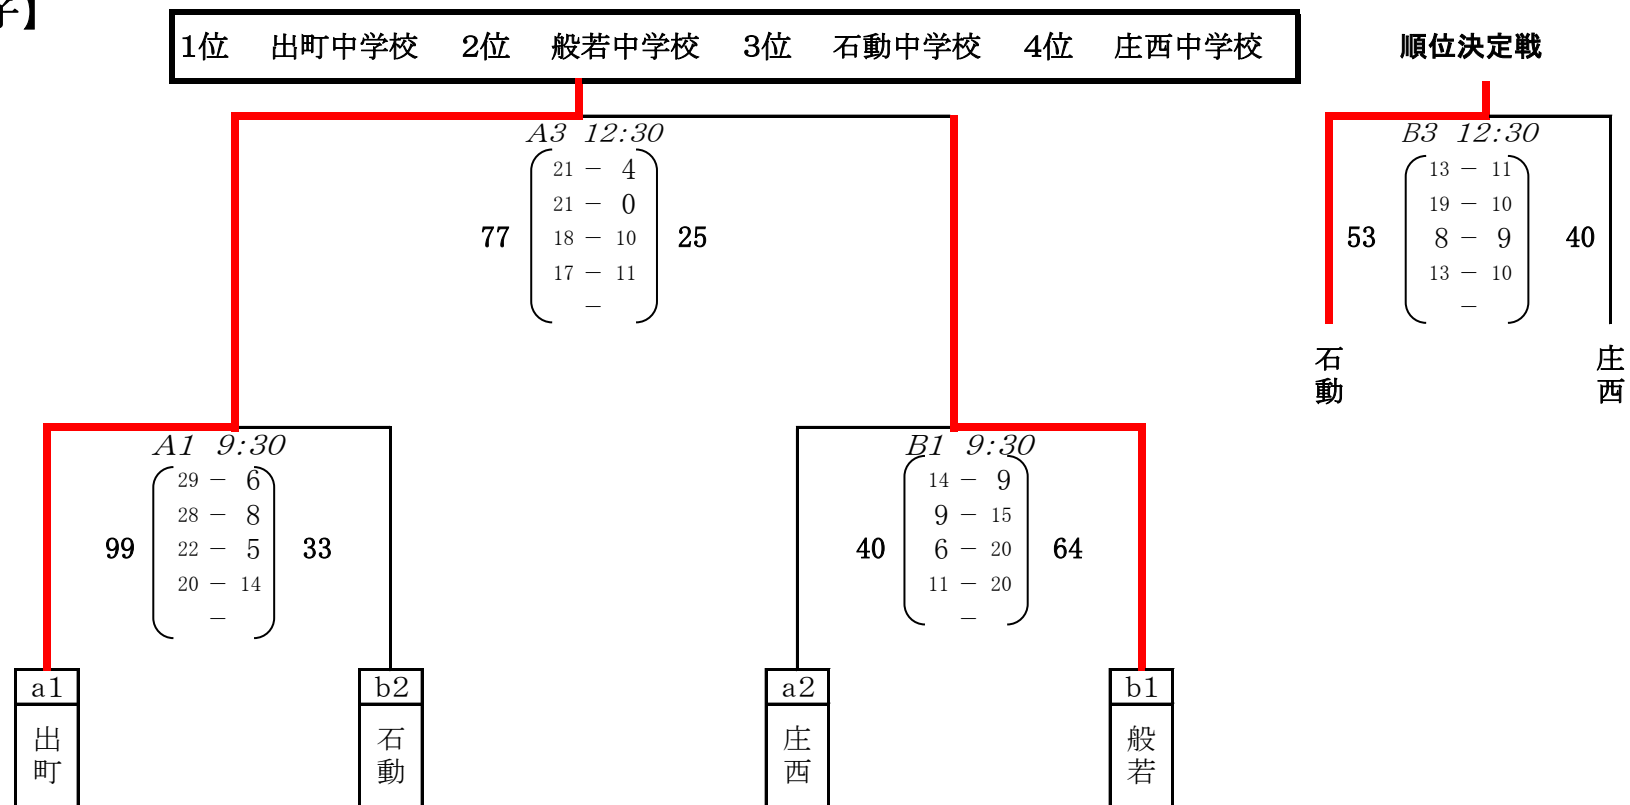 子】
1位 出町中学校 2位 般若中学校 3位 石動中学校 4位 庄西中学校
順位決定戦
A3 12:30
21 － 4
21 － 0
77 18 － 10 25
17 － 11
－
B3 12:30
13 － 11
19 － 10
53 8 － 9 40
13 － 10
－
石動
庄西
A1 9:30
29 － 6
28 － 8
99 22 － 5 33
20 － 14
－
B1 9:30
14 － 9
9 － 15
40 6 － 20 64
11 － 20
－
a1
出町
b2
石動
a2
庄西
b1
般若